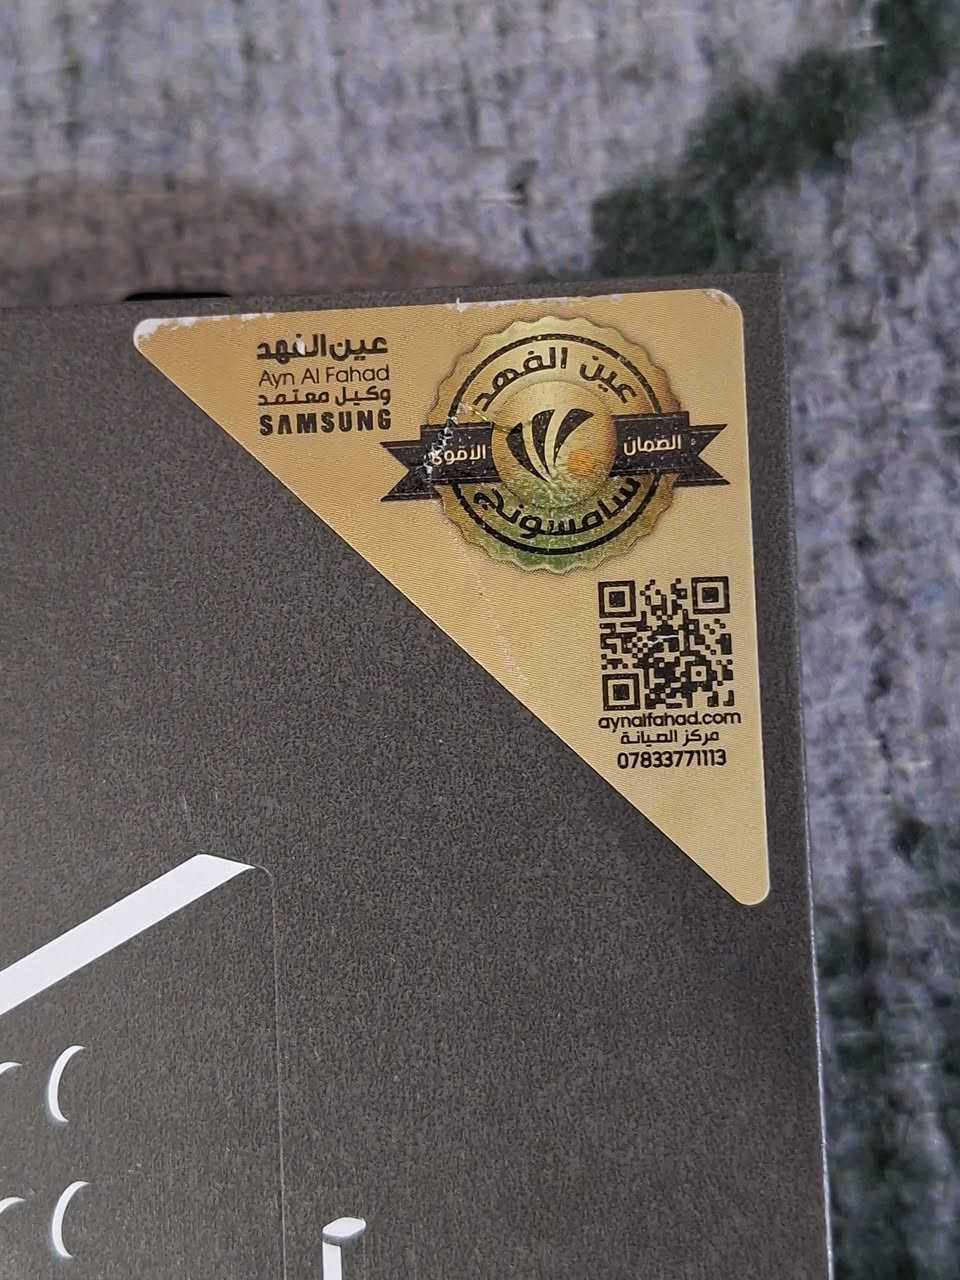 عين الفهد
Ayn Al Fahad
وكيل معتمد
SAMSUNG
عين الفهد
الضمان الأقوى
سامسونج
aynalfahad.com
مركز الصيانة
07833771113